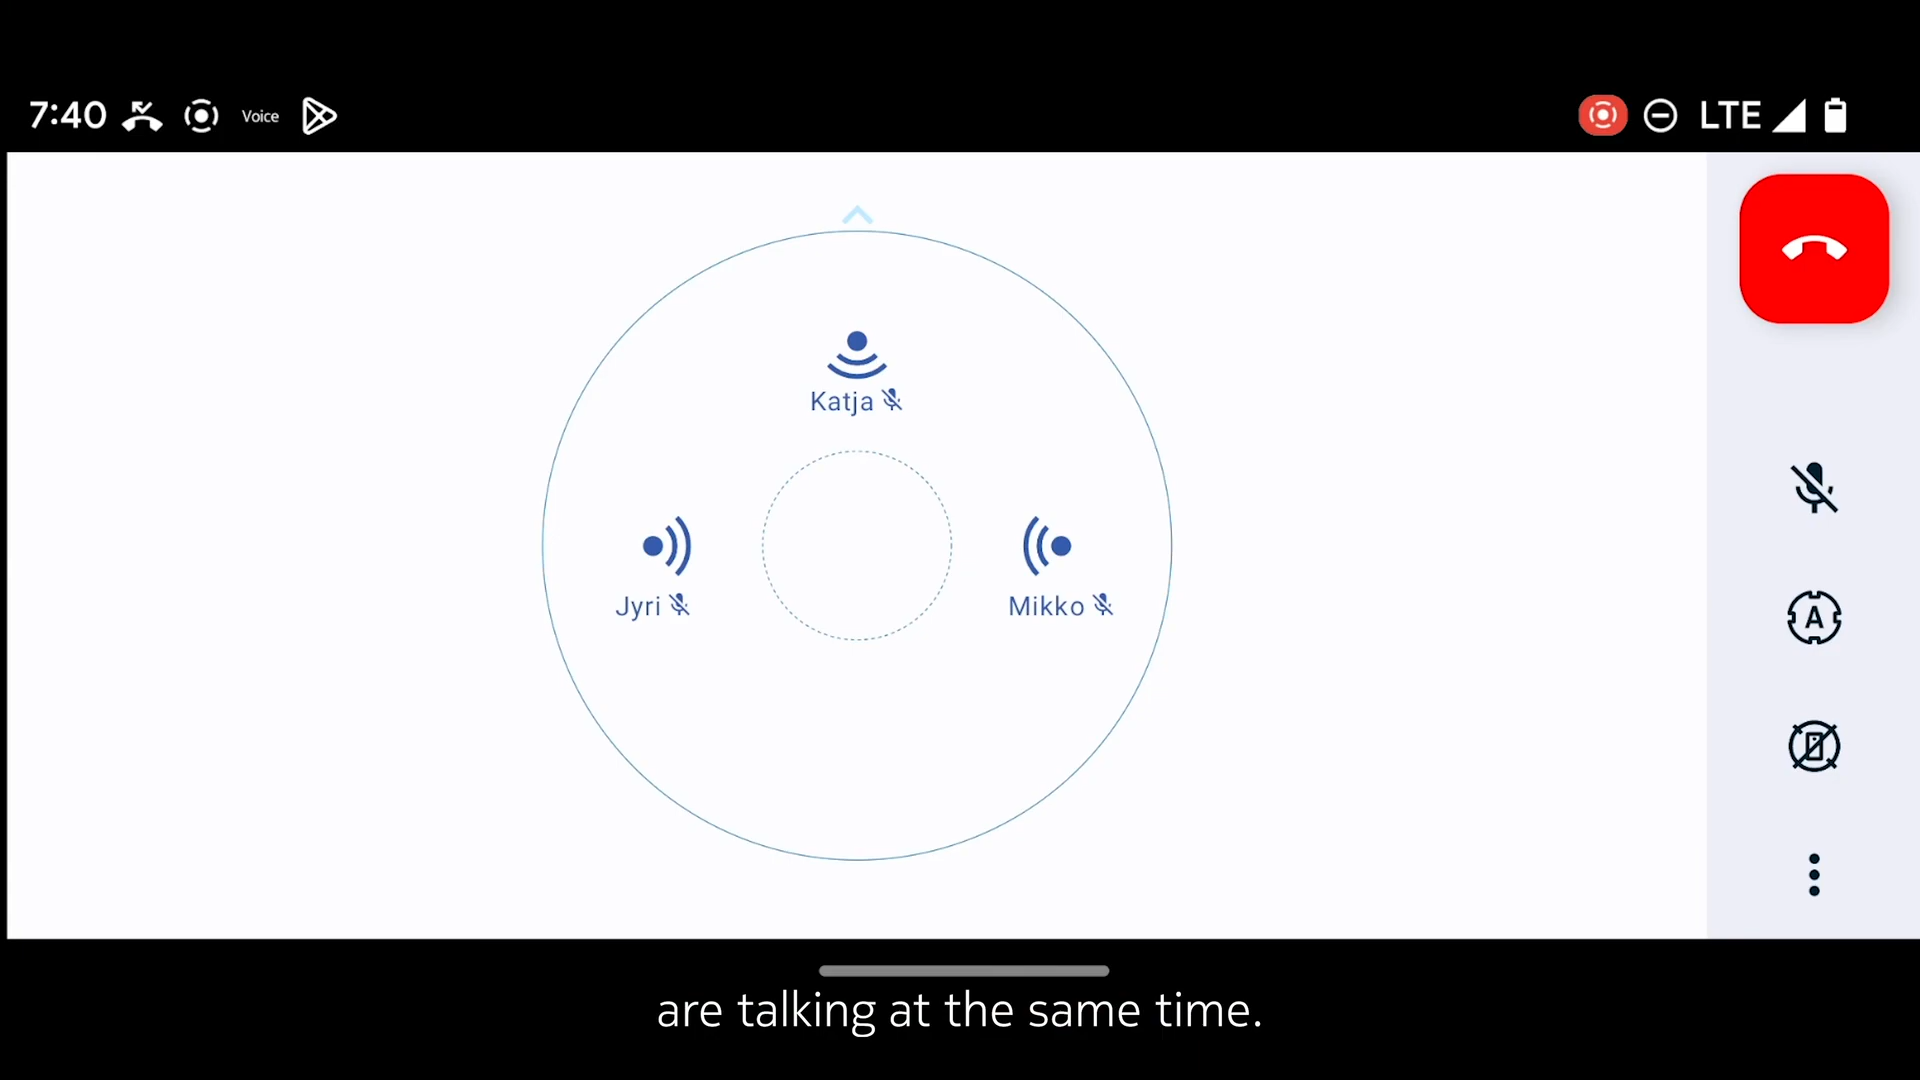 7:40 Voice LTE
Katja
Jyri
Mikko
A
are talking at the same time.